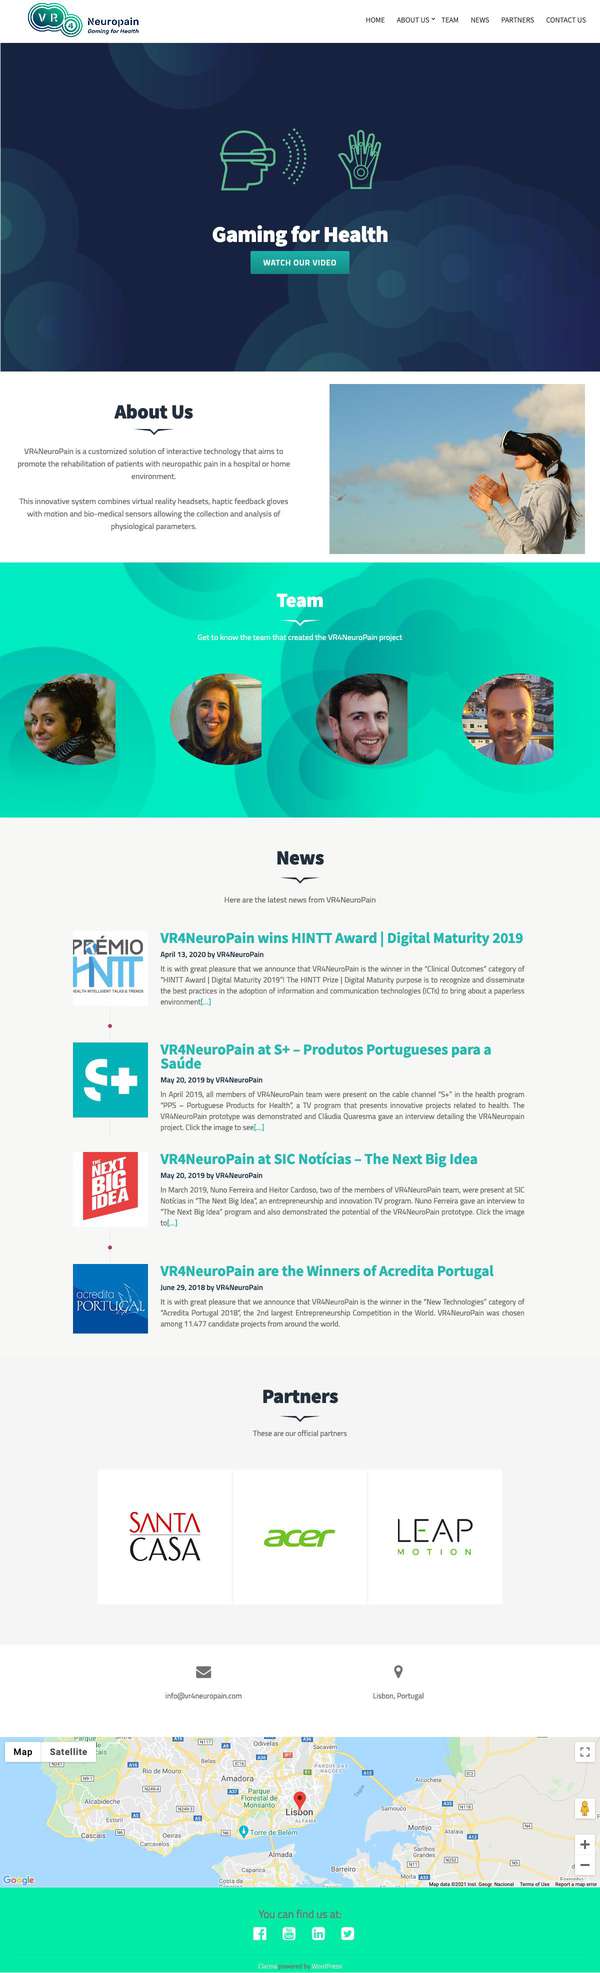 VR4 Neuropain
Gaming for Health
HOME ABOUT US TEAM NEWS PARTNERS CONTACT US
Gaming for Health
WATCH OUR VIDEO
About Us
VR4NeuroPain is a customized solution of interactive technology that aims to
promote the rehabilitation of patients with neuropathic pain in a hospital or home
environment.
This innovative system combines virtual reality headsets, haptic feedback gloves
with motion and bio-medical sensors allowing the collection and analysis of
physiological parameters.
Team
Get to know the team that created the VR4NeuroPain project
News
Here are the latest news from VR4NeuroPain
PRÉMIO
HINTT
HEALTH INTELLIGENT TALKS & TRENDS
VR4NeuroPain wins HINTT Award | Digital Maturity 2019
April 13, 2020 by VR4NeuroPain
It is with great pleasure that we announce that VR4NeuroPain is the winner in the "Clinical Outcomes" category of
"HINTT Award | Digital Maturity 2019"! The HINTT Prize | Digital Maturity purpose is to recognize and disseminate
the best practices in the adoption of information and communication technologies (ICTs) to bring about a paperless
environment[...]
S+
VR4NeuroPain at S+ – Produtos Portugueses para a
Saúde
May 20, 2019 by VR4NeuroPain
In April 2019, all members of VR4NeuroPain team were present on the cable channel "S+" in the health program
"PPS – Portuguese Products for Health", a TV program that presents innovative projects related to health. The
VR4NeuroPain prototype was demonstrated and Cláudia Quaresma gave an interview detailing the VR4Neuropain
project. Click the image to see[...]
THE NEXT BIG IDEA
VR4NeuroPain at SIC Notícias – The Next Big Idea
May 20, 2019 by VR4NeuroPain
In March 2019, Nuno Ferreira and Heitor Cardoso, two of the members of VR4NeuroPain team, were present at SIC
Notícias in "The Next Big Idea", an entrepreneurship and innovation TV program. Nuno Ferreira gave an interview to
"The Next Big Idea" program and also demonstrated the potential of the VR4NeuroPain prototype. Click the image
to[...]
acredita
PORTUGAL
VR4NeuroPain are the Winners of Acredita Portugal
June 29, 2018 by VR4NeuroPain
It is with great pleasure that we announce that VR4NeuroPain is the winner in the "New Technologies" category of
"Acredita Portugal 2018", the 2nd largest Entrepreneurship Competition in the World. VR4NeuroPain was chosen
among 11.477 candidate projects from around the world.
Partners
These are our official partners
SANTA
CASA
acer
LEAP
MOTION
info@vr4neuropain.com
Lisbon, Portugal
Map Satellite
Odivelas
Sacavem
Rio de Mouro
Amadora
Parque
Florestal de
Monsanto
Lisbon
ALFAMA
Torre de Belém
Oeiras
Cascais
Carcavelos
Almada
Caparica
Costa da
Barreiro
Samouco
Alcochete
Montijo
Sarilhos
Grandes
Atalaia
Google
Map data ©2021 Inst. Geogr. Nacional Terms of Use Report a map error
You can find us at:
Clarina powered by WordPress